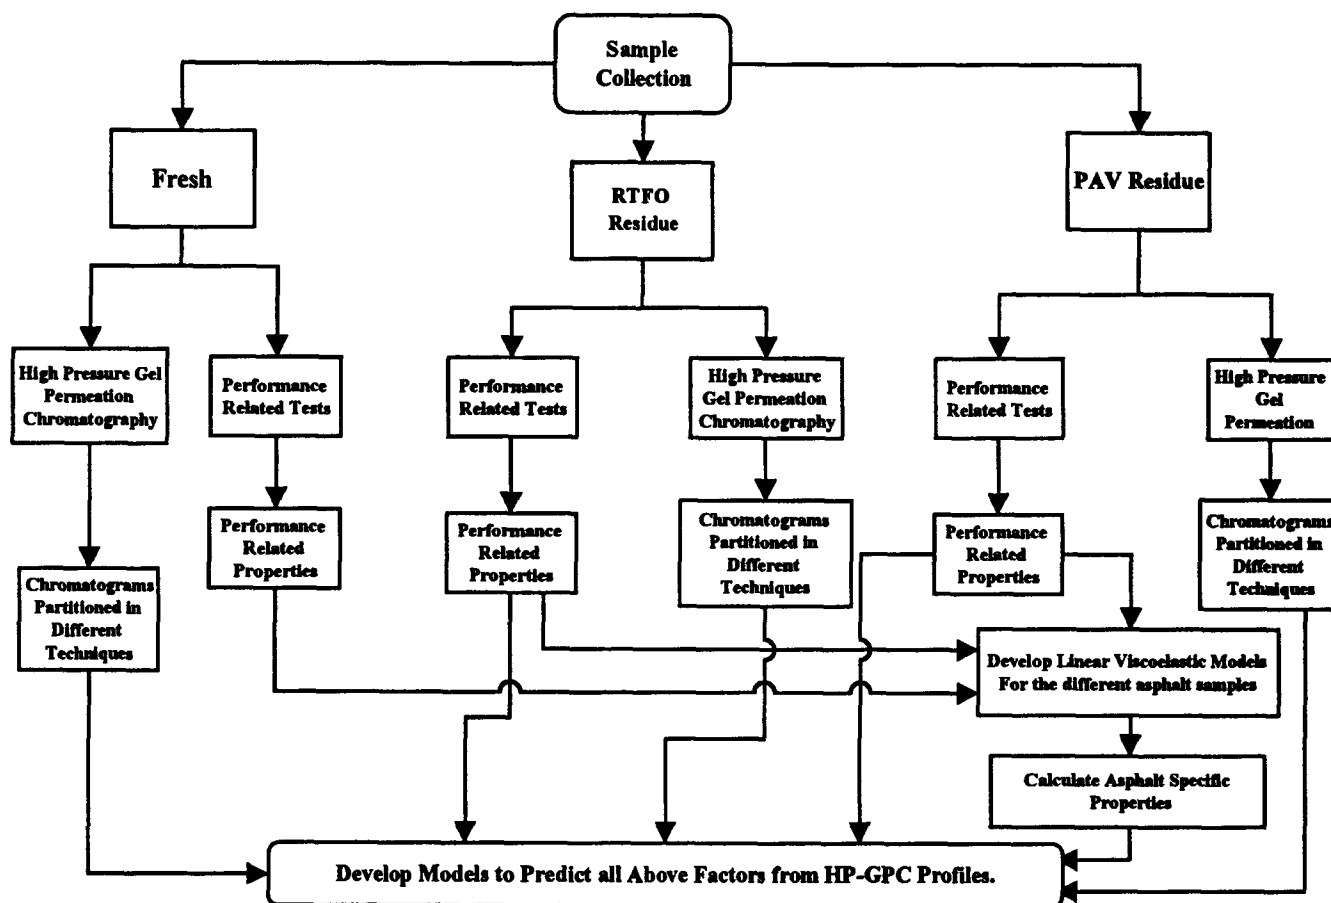 Sample
Collection
Fresh
RTFO
Residue
PAV Residue
High Pressure Gel
Permeation
Chromatography
Performance
Related Tests
Performance
Related Tests
High Pressure
Gel Permeation
Chromatography
Performance
Related Tests
High Pressure
Gel
Permeation
Performance
Related
Properties
Performance
Related
Properties
Chromatograms
Partitioned in
Different
Techniques
Performance
Related
Properties
Chromatograms
Partitioned in
Different
Techniques
Chromatograms
Partitioned in
Different
Techniques
Develop Linear Viscoelastic Models
For the different asphalt samples
Calculate Asphalt Specific
Properties
Develop Models to Predict all Above Factors from HP-GPC Profiles.